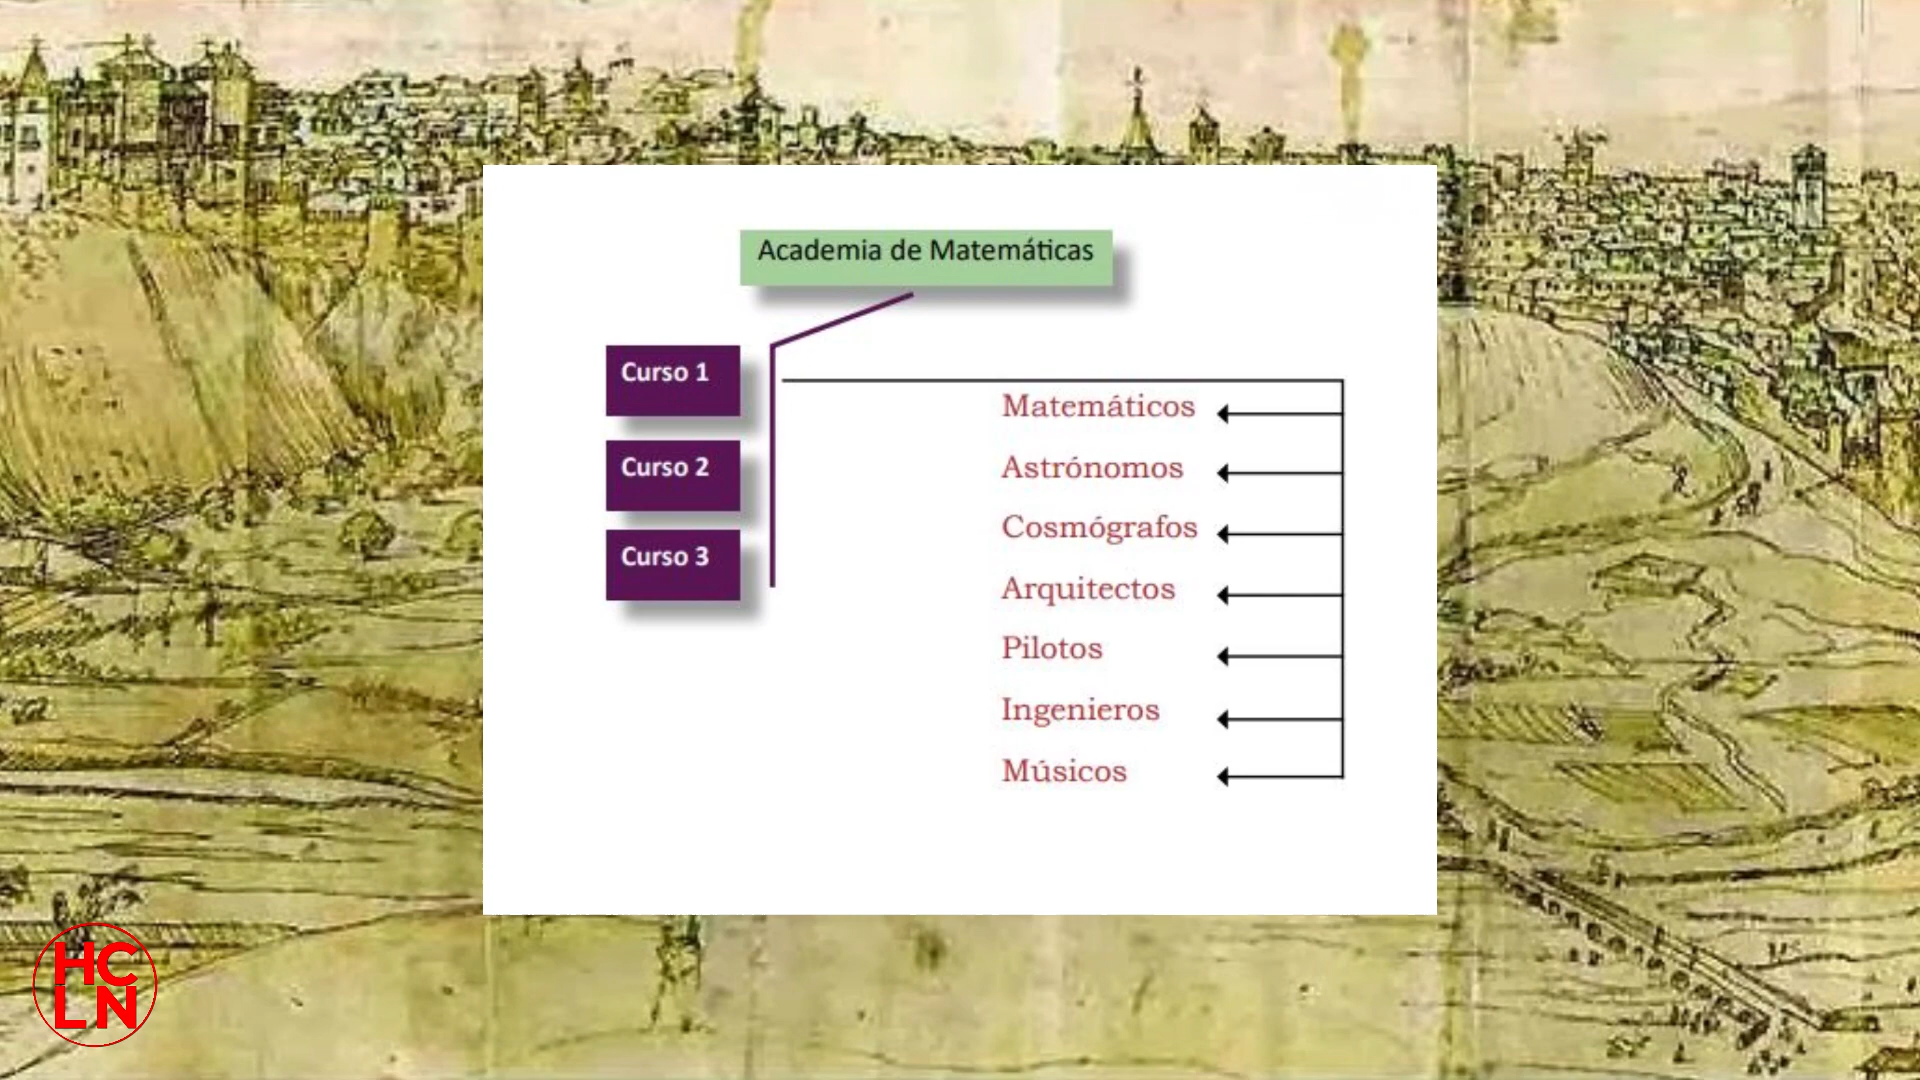 Academia de Matemáticas
Curso 1
Curso 2
Curso 3
Matemáticos
Astrónomos
Cosmógrafos
Arquitectos
Pilotos
Ingenieros
Músicos
HC
LN